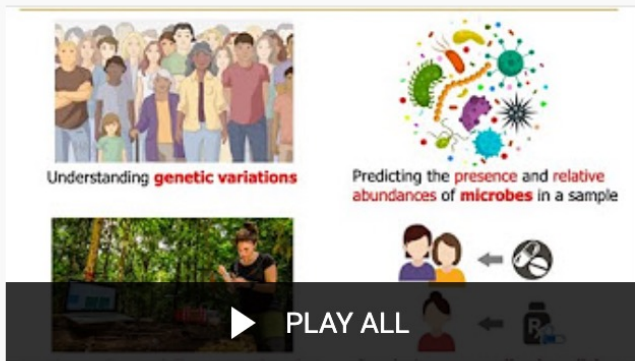 Understanding genetic variations
Predicting the presence and relative
abundances of microbes in a sample
PLAY ALL